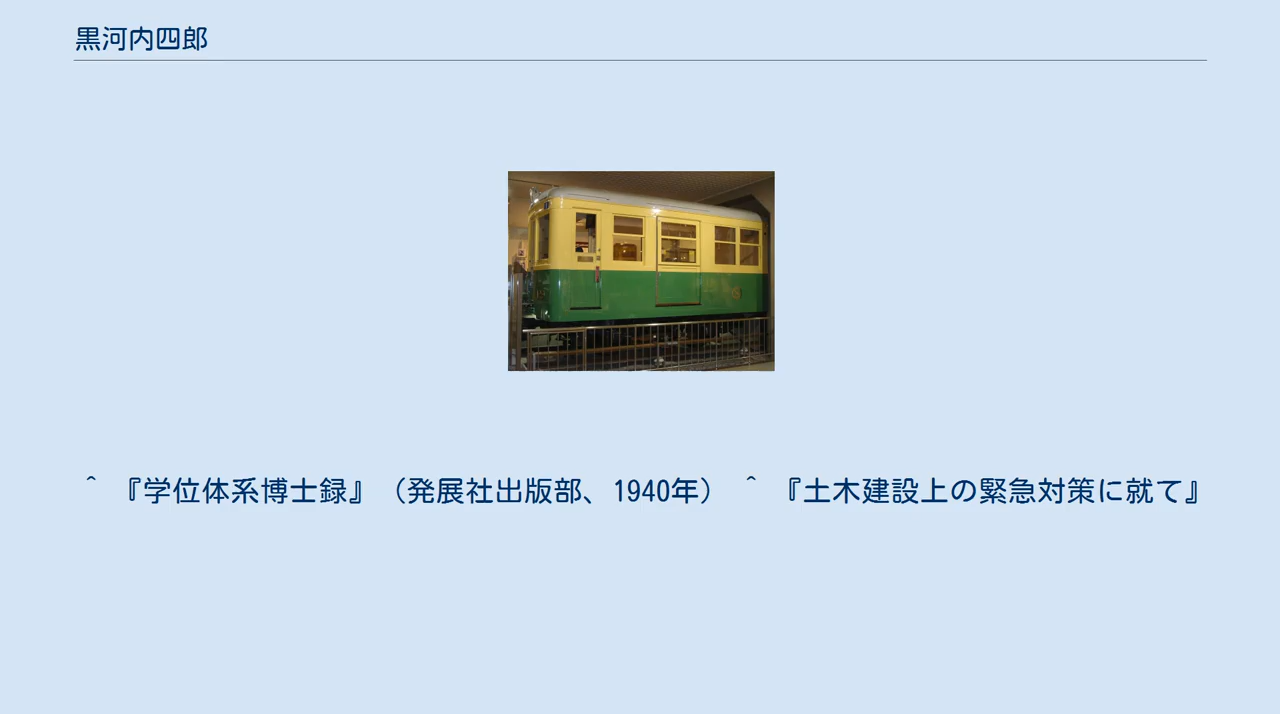 黒河内四郎
^ 『学位体系博士録』（発展社出版部、1940年） ^ 『土木建設上の緊急対策に就て』